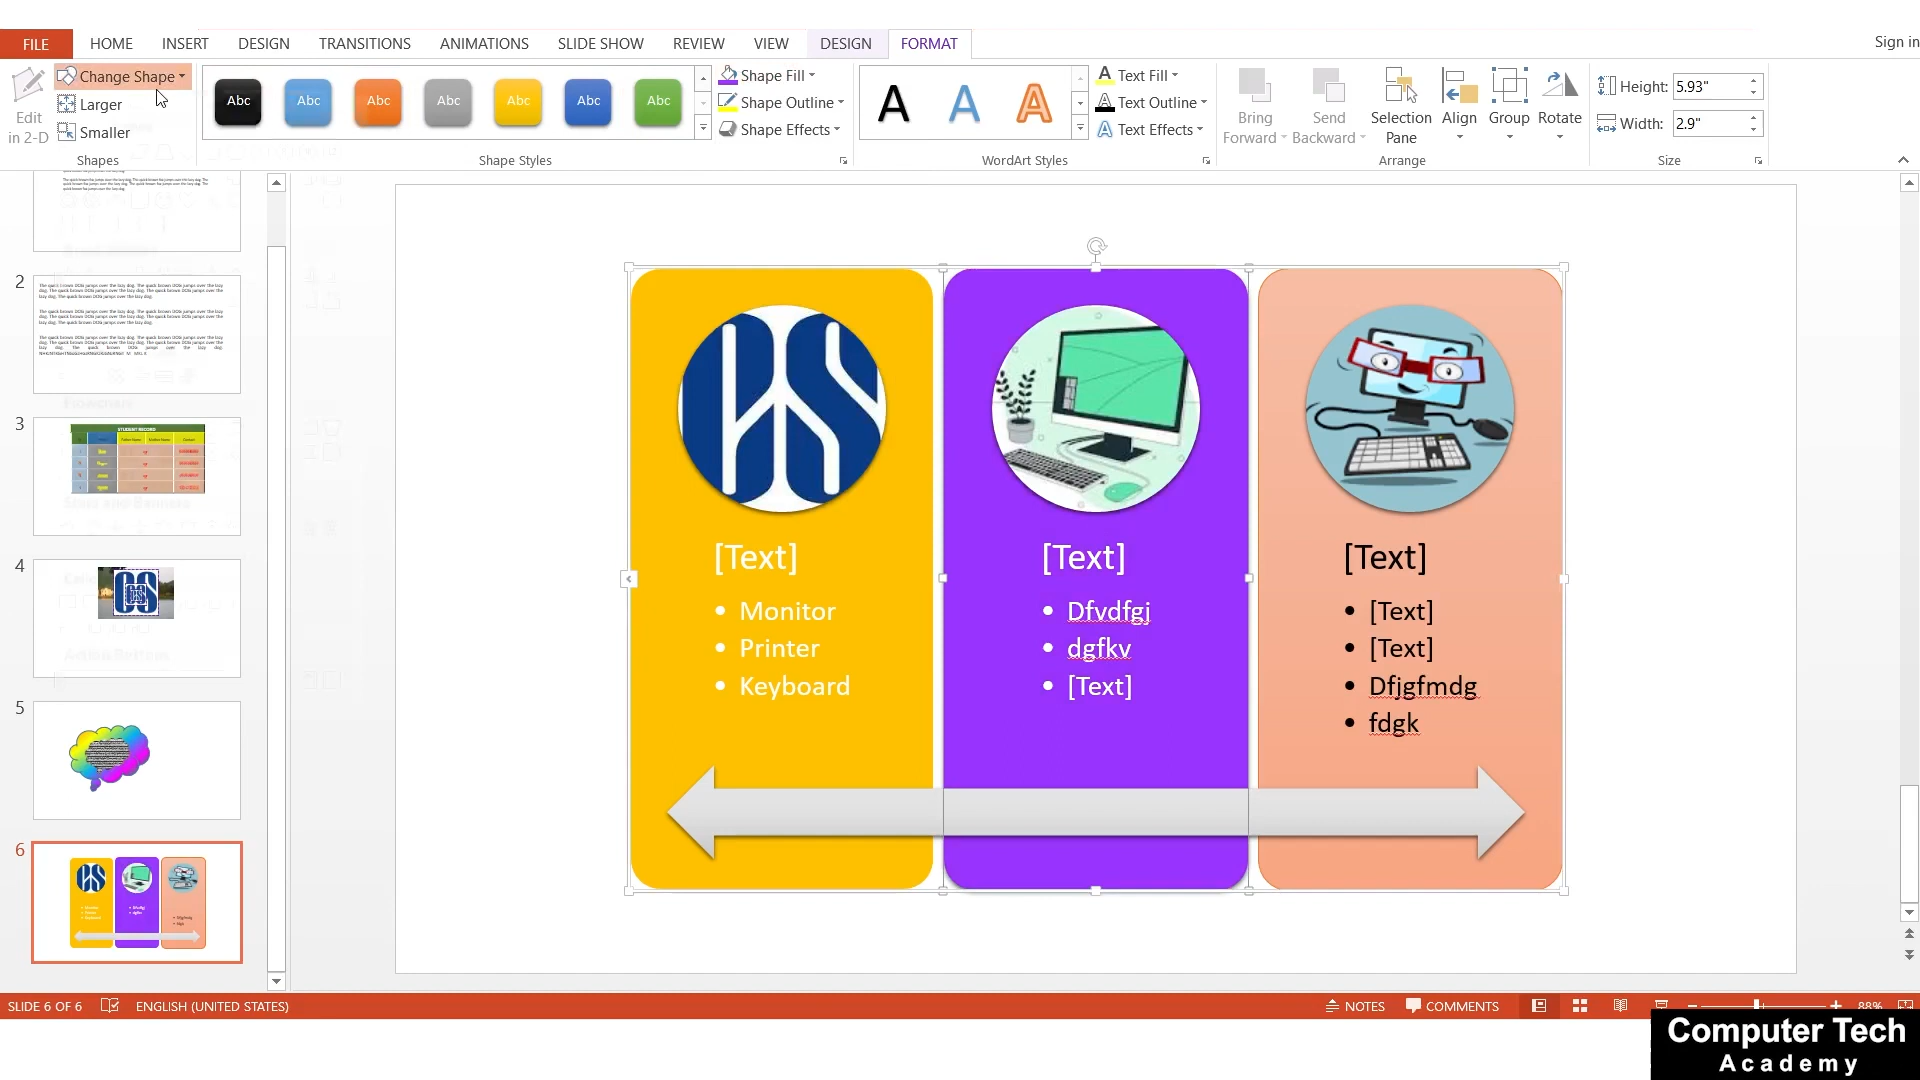 FILE HOME INSERT DESIGN TRANSITIONS ANIMATIONS SLIDE SHOW REVIEW VIEW DESIGN FORMAT Sign in
Edit in 2-D
Change Shape
Larger
Smaller
Shapes
Abc Abc Abc Abc Abc Abc Abc
Shape Fill
Shape Outline
Shape Effects
Shape Styles
A A A
Text Fill
Text Outline
Text Effects
WordArt Styles
Bring Forward
Send Backward
Selection Pane
Align
Group
Rotate
Arrange
Height: 5.93"
Width: 2.9"
Size
2
3
STUDENT RECORD
4
5
6
[Text]
Monitor
Printer
Keyboard
[Text]
Dfvdfgj
dgfkv
[Text]
[Text]
[Text]
[Text]
Dfjgfmdg
fdgk
SLIDE 6 OF 6 ENGLISH (UNITED STATES) NOTES COMMENTS 88%
Computer Tech
Academy